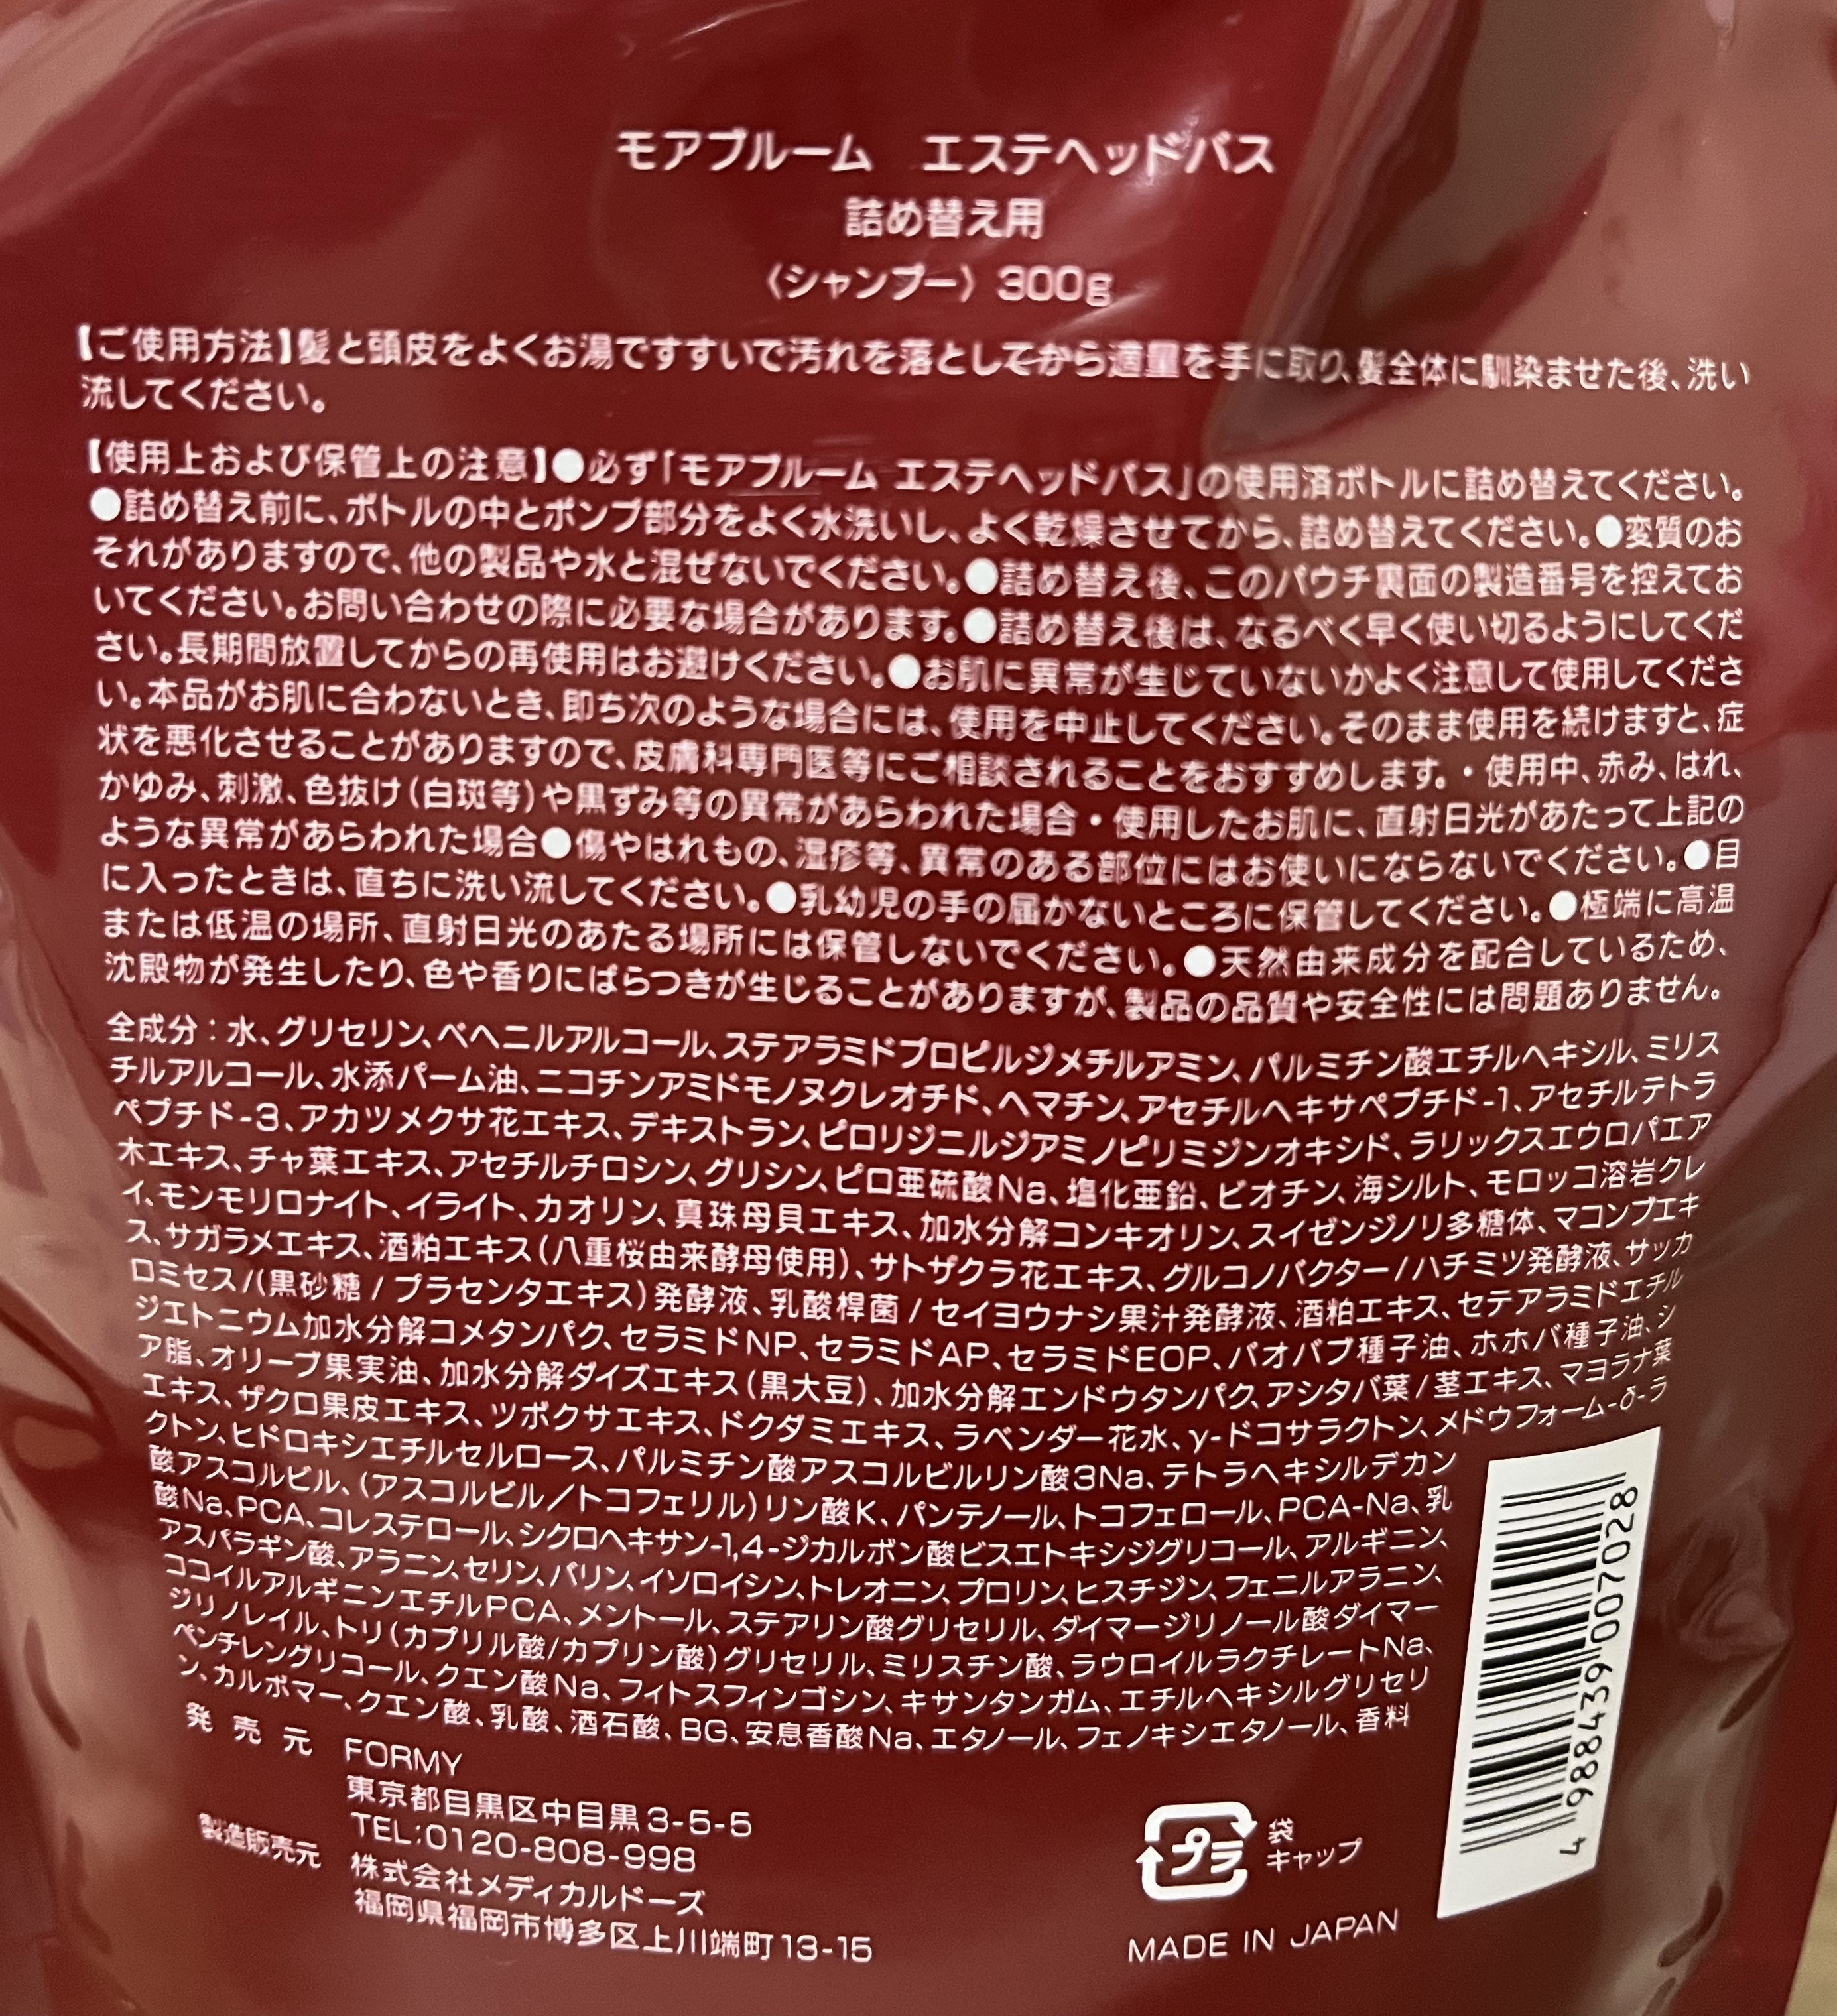 モアブルーム　エステヘッドバス
詰め替え用
〈シャンプー〉300g
【ご使用方法】髪と頭皮をよくお湯ですすいで汚れを落としてから適量を手に取り、髪全体に馴染ませた後、洗い
流してください。
【使用上および保管上の注意】●必ず「モアブルーム エステヘッドバス」の使用済ボトルに詰め替えてください。
●詰め替え前に、ボトルの中とポンプ部分をよく水洗いし、よく乾燥させてから、詰め替えてください。●変質のお
それがありますので、他の製品や水と混ぜないでください。●詰め替え後、このパウチ裏面の製造番号を控えてお
いてください。お問い合わせの際に必要な場合があります。●詰め替え後は、なるべく早く使い切るようにしてくだ
さい。長期間放置してからの再使用はお避けください。●お肌に異常が生じていないかよく注意して使用してくださ
い。本品がお肌に合わないとき、即ち次のような場合には、使用を中止してください。そのまま使用を続けますと、症
状を悪化させることがありますので、皮膚科専門医等にご相談されることをおすすめします。・使用中、赤み、はれ、
かゆみ、刺激、色抜け(白斑等)や黒ずみ等の異常があらわれた場合・使用したお肌に、直射日光があたって上記の
ような異常があらわれた場合●傷やはれもの、湿疹等、異常のある部位にはお使いにならないでください。●目
に入ったときは、直ちに洗い流してください。●乳幼児の手の届かないところに保管してください。●極端に高温
または低温の場所、直射日光のあたる場所には保管しないでください。●天然由来成分を配合しているため、
沈殿物が発生したり、色や香りにばらつきが生じることがありますが、製品の品質や安全性には問題ありません。
全成分：水、グリセリン、ベヘニルアルコール、ステアラミドプロピルジメチルアミン、パルミチン酸エチルヘキシル、ミリス
チルアルコール、水添パーム油、ニコチンアミドモノヌクレオチド、ヘマチン、アセチルヘキサペプチド-1、アセチルテトラ
ペプチド-3、アカツメクサ花エキス、デキストラン、ピロリジニルジアミノピリミジンオキシド、ラリックスエウロパエア
木エキス、チャ葉エキス、アセチルチロシン、グリシン、ピロ亜硫酸Na、塩化亜鉛、ビオチン、海シルト、モロッコ溶岩クレ
イ、モンモリロナイト、イライト、カオリン、真珠母貝エキス、加水分解コンキオリン、スイゼンジノリ多糖体、マコンブエキ
ス、サガラメエキス、酒粕エキス(八重桜由来酵母使用)、サトザクラ花エキス、グルコノバクター/ハチミツ発酵液、サッカ
ロミセス/(黒砂糖/プラセンタエキス)発酵液、乳酸桿菌/セイヨウナシ果汁発酵液、酒粕エキス、セテアラミドエチル
ジエトニウム加水分解コメタンパク、セラミドNP、セラミドAP、セラミドEOP、バオバブ種子油、ホホバ種子油、シ
ア脂、オリーブ果実油、加水分解ダイズエキス(黒大豆)、加水分解エンドウタンパク、アシタバ葉/茎エキス、マヨラナ葉
エキス、ザクロ果皮エキス、ツボクサエキス、ドクダミエキス、ラベンダー花水、γ-ドコサラクトン、メドウフォーム-δ-ラ
クトン、ヒドロキシエチルセルロース、パルミチン酸アスコルビルリン酸3Na、テトラヘキシルデカン
酸アスコルビル、(アスコルビル／トコフェリル)リン酸K、パンテノール、トコフェロール、PCA-Na、乳
酸Na、PCA、コレステロール、シクロヘキサン-1,4-ジカルボン酸ビスエトキシジグリコール、アルギニン、
アスパラギン酸、アラニン、セリン、バリン、イソロイシン、トレオニン、プロリン、ヒスチジン、フェニルアラニン、
ココイルアルギニンエチルPCA、メントール、ステアリン酸グリセリル、ダイマージリノール酸ダイマー
ジリノレイル、トリ(カプリル酸/カプリン酸)グリセリル、ミリスチン酸、ラウロイルラクチレートNa、
ペンチレングリコール、クエン酸Na、フィトスフィンゴシン、キサンタンガム、エチルヘキシルグリセリ
ン、カルボマー、クエン酸、乳酸、酒石酸、BG、安息香酸Na、エタノール、フェノキシエタノール、香料
発売元 FORMY
東京都目黒区中目黒3-5-5
TEL:0120-808-998
製造販売元 株式会社メディカルドーズ
福岡県福岡市博多区上川端町13-15
プラ
袋
キャップ
MADE IN JAPAN
4 988439 007028